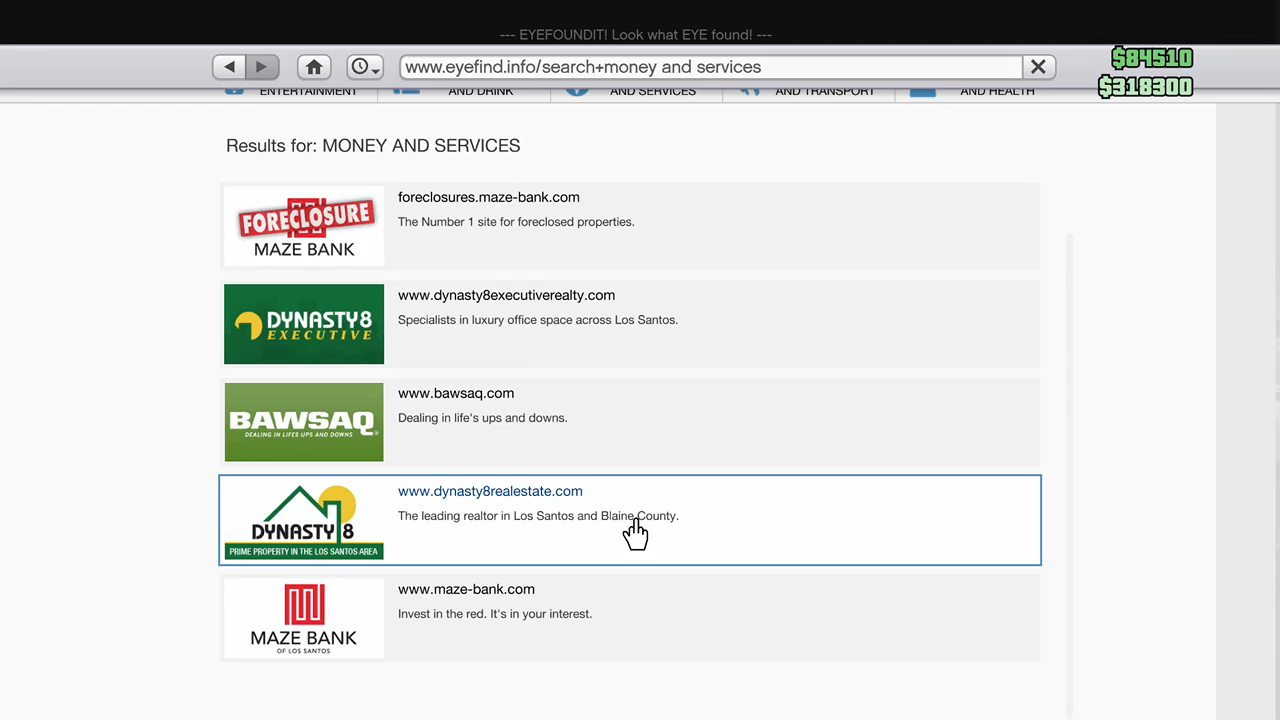 --- EYEFOUNDIT! Look what EYE found! ---
www.eyefind.info/search+money and services
$84510
$318300
ENTERTAINMENT
AND DRINK
AND SERVICES
AND TRANSPORT
AND HEALTH
Results for: MONEY AND SERVICES
FORECLOSURE
MAZE BANK
foreclosures.maze-bank.com
The Number 1 site for foreclosed properties.
DYNASTY8
EXECUTIVE
www.dynasty8executiverealty.com
Specialists in luxury office space across Los Santos.
BAWSAQ
DEALING IN LIFES UPS AND DOWNS
www.bawsaq.com
Dealing in life's ups and downs.
DYNASTY 8
PRIME PROPERTY IN THE LOS SANTOS AREA
www.dynasty8realestate.com
The leading realtor in Los Santos and Blaine County.
MAZE BANK
OF LOS SANTOS
www.maze-bank.com
Invest in the red. It's in your interest.